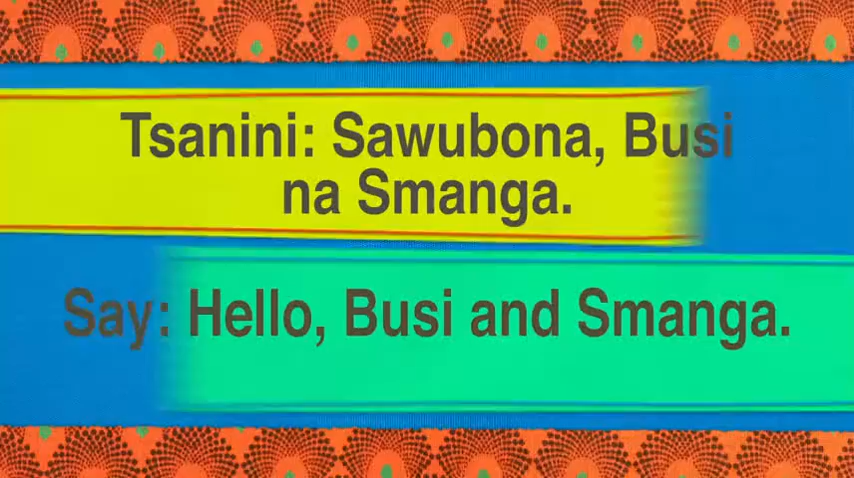 Tsanini: Sawubona, Busi
na Smanga.
Say: Hello, Busi and Smanga.